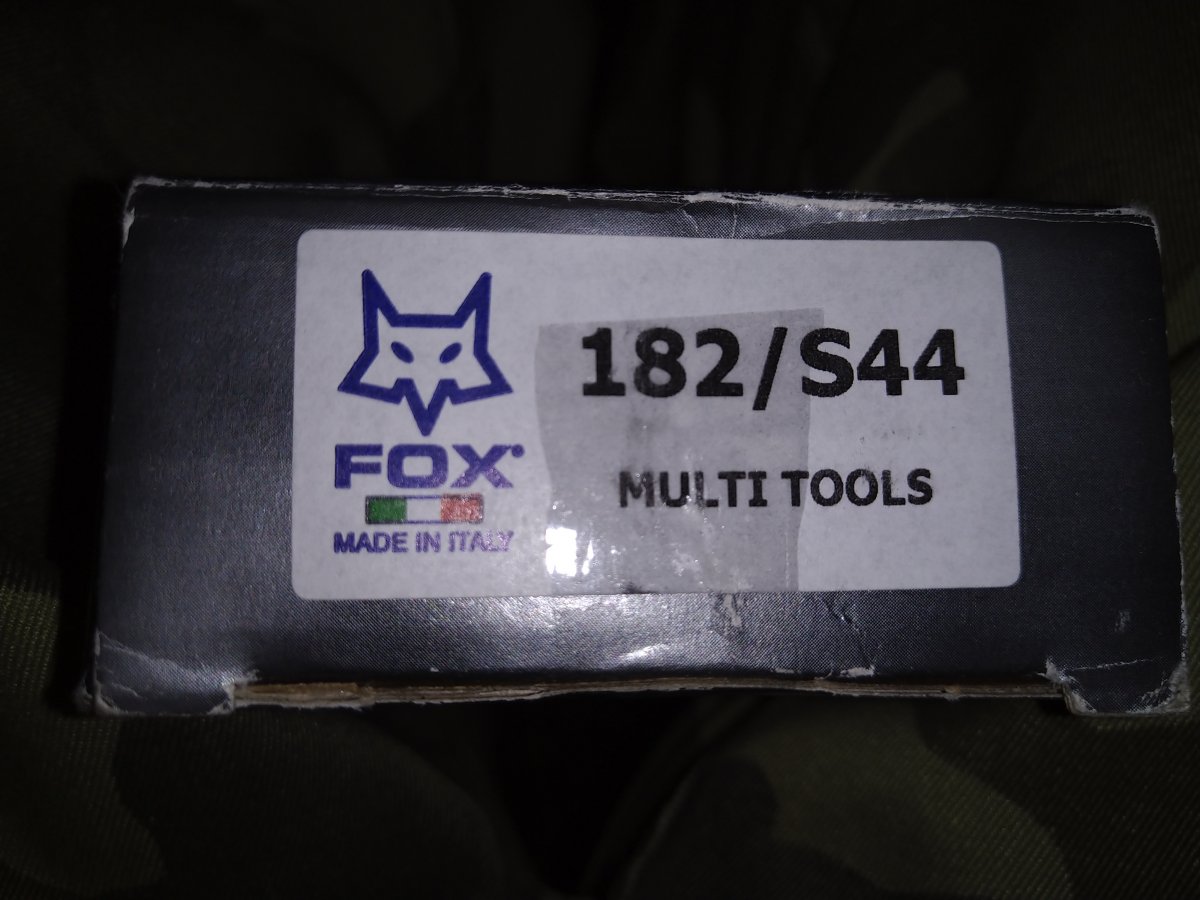 182/S44
FOX
MULTI TOOLS
MADE IN ITALY